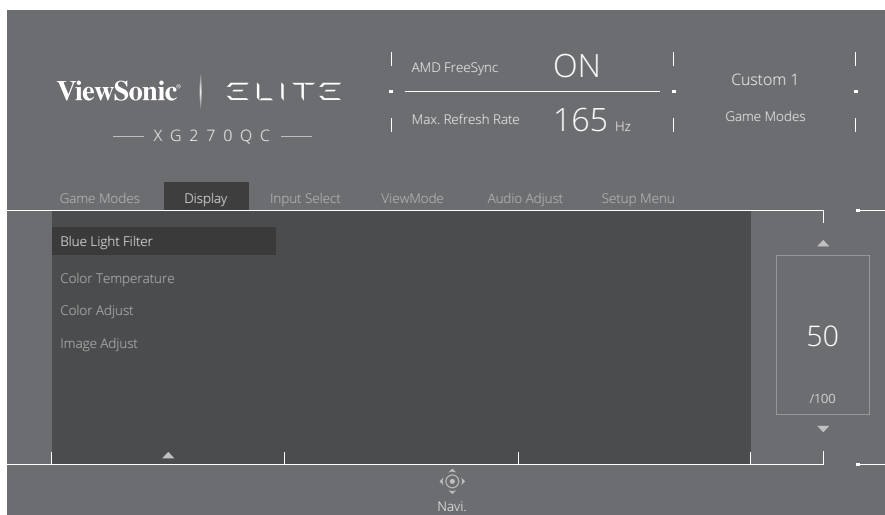 ViewSonic® ELITE
XG270QC
AMD FreeSync ON
Max. Refresh Rate 165 Hz
Custom 1
Game Modes
Game Modes Display Input Select ViewMode Audio Adjust Setup Menu
Blue Light Filter
Color Temperature
Color Adjust
Image Adjust
50
/100
Navi.